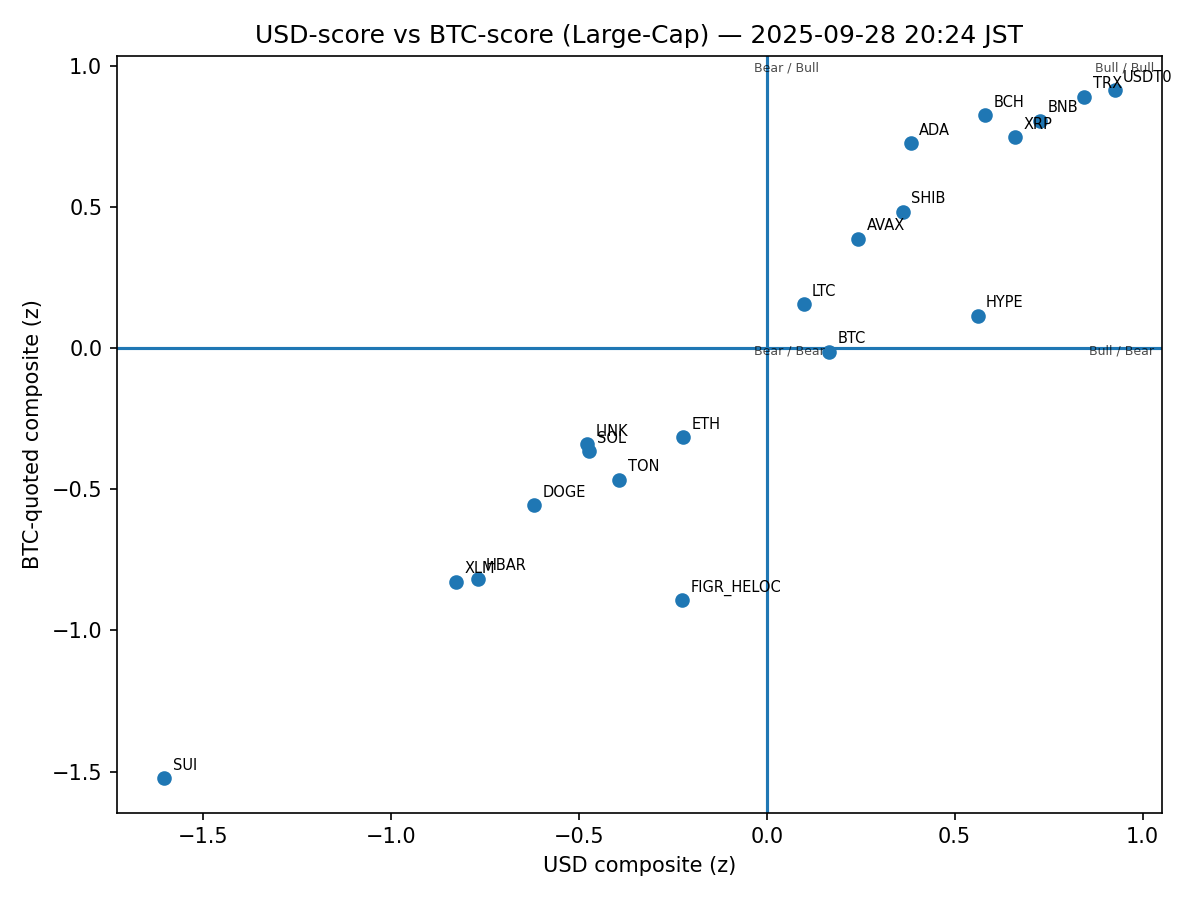 USD-score vs BTC-score (Large-Cap) — 2025-09-28 20:24 JST
Bear / Bull
Bull / Bull
USDT0
TRX
BCH
BNB
XRP
ADA
SHIB
AVAX
LTC
HYPE
BTC
Bear / Bear
Bull / Bear
ETH
LINK
SOL
TON
DOGE
XLM
HBAR
FIGR_HELOC
SUI
1.0
0.5
0.0
−0.5
−1.0
−1.5
BTC-quoted composite (z)
−1.5
−1.0
−0.5
0.0
0.5
1.0
USD composite (z)